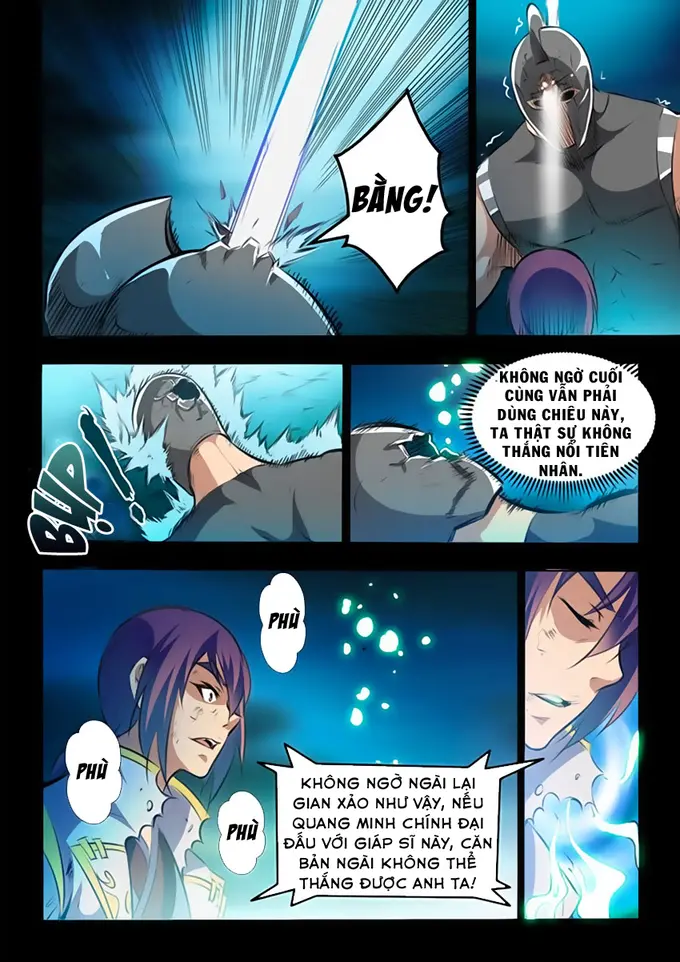 BẰNG!
KHÔNG NGỜ CUỐI
CÙNG VẪN PHẢI
DÙNG CHIÊU NÀY,
TA THẬT SỰ KHÔNG
THẮNG NỔI TIÊN
NHÂN.
BỤP!
PHÙ
PHÙ
PHÙ
KHÔNG NGỜ NGÀI LẠI
GIAN XẢO NHƯ VẬY, NẾU
QUANG MINH CHÍNH ĐẠI
ĐẤU VỚI GIÁP SĨ NÀY, CĂN
BẢN NGÀI KHÔNG THỂ
THẮNG ĐƯỢC ANH TA!